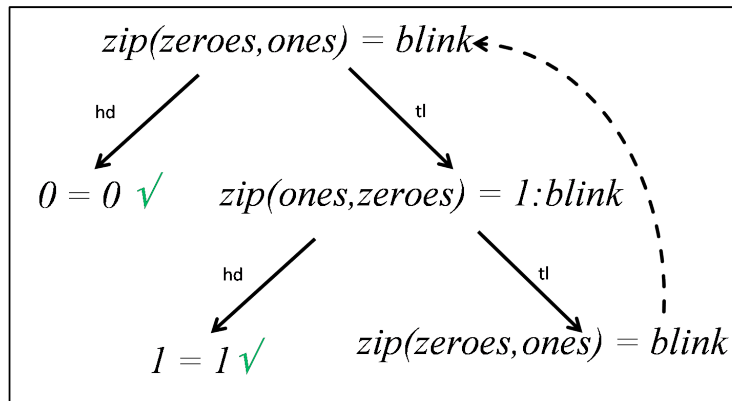 zip(zeroes,ones) = blink
hd
tl
0 = 0 √
zip(ones,zeroes) = 1:blink
hd
tl
1 = 1 √
zip(zeroes,ones) = blink